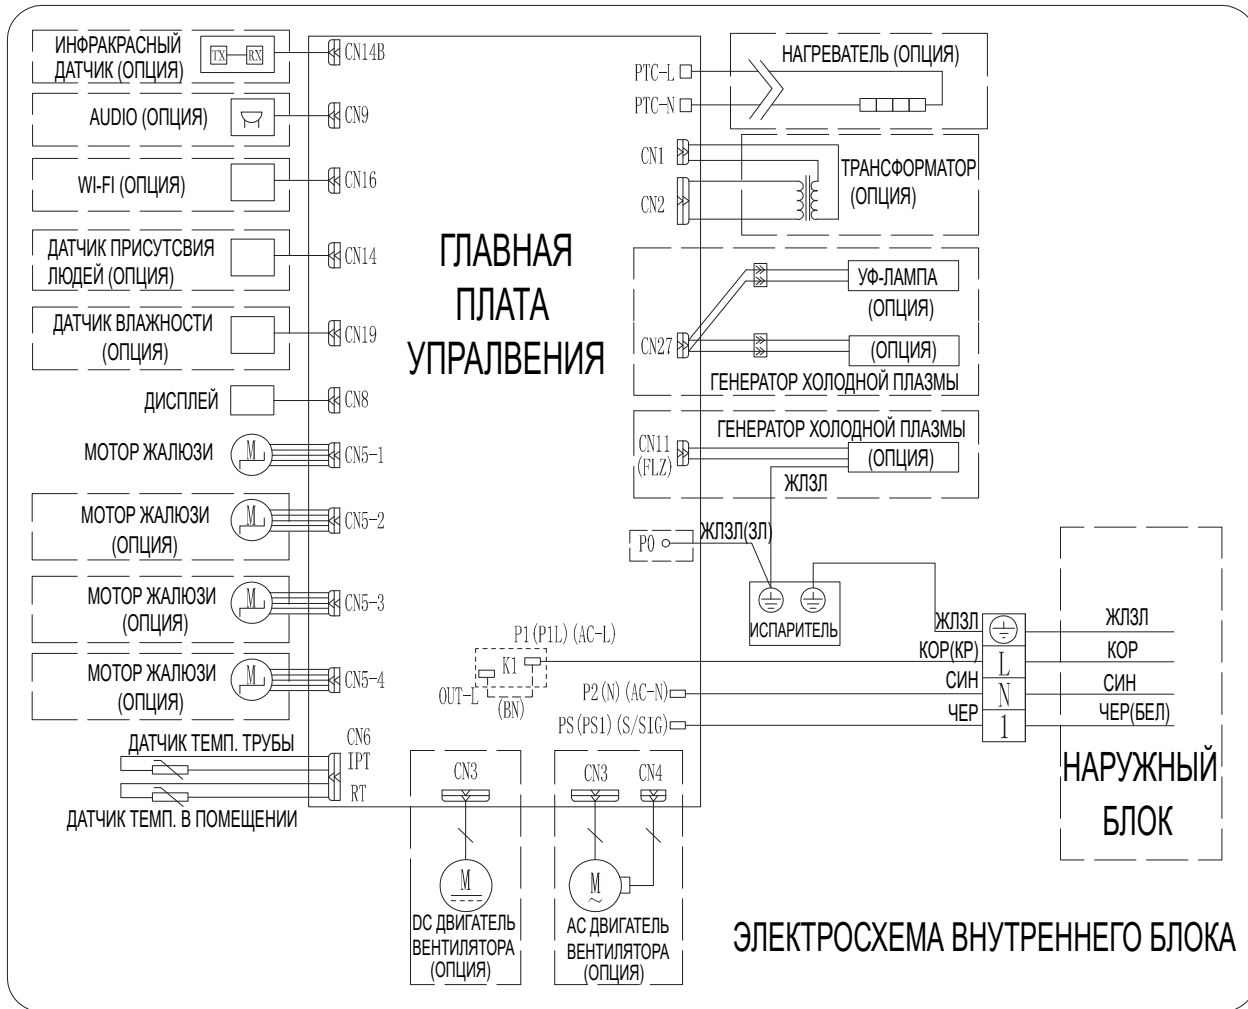 ИНФРАКРАСНЫЙ
ДАТЧИК (ОПЦИЯ)
TX
RX
CN14B
AUDIO (ОПЦИЯ)
CN9
WI-FI (ОПЦИЯ)
CN16
ДАТЧИК ПРИСУТСВИЯ
ЛЮДЕЙ (ОПЦИЯ)
CN14
ДАТЧИК ВЛАЖНОСТИ
(ОПЦИЯ)
CN19
ДИСПЛЕЙ
CN8
МОТОР ЖАЛЮЗИ
M
CN5-1
МОТОР ЖАЛЮЗИ
(ОПЦИЯ)
M
CN5-2
МОТОР ЖАЛЮЗИ
(ОПЦИЯ)
M
CN5-3
МОТОР ЖАЛЮЗИ
(ОПЦИЯ)
M
CN5-4
ДАТЧИК ТЕМП. ТРУБЫ
CN6
IPT
RT
ДАТЧИК ТЕМП. В ПОМЕЩЕНИИ
ГЛАВНАЯ
ПЛАТА
УПРАЛВЕНИЯ
PTC-L
PTC-N
НАГРЕВАТЕЛЬ (ОПЦИЯ)
CN1
CN2
ТРАНСФОРМАТОР
(ОПЦИЯ)
CN27
УФ-ЛАМПА
(ОПЦИЯ)
(ОПЦИЯ)
ГЕНЕРАТОР ХОЛОДНОЙ ПЛАЗМЫ
ГЕНЕРАТОР ХОЛОДНОЙ ПЛАЗМЫ
CN11
(FLZ)
(ОПЦИЯ)
ЖЛЗЛ
P0
ЖЛЗЛ(ЗЛ)
ИСПАРИТЕЛЬ
P1(P1L)(AC-L)
K1
OUT-L
(BN)
P2(N)(AC-N)
PS(PS1)(S/SIG)
ЖЛЗЛ
КОР(КР)
СИН
ЧЕР
L
N
1
ЖЛЗЛ
КОР
СИН
ЧЕР(БЕЛ)
НАРУЖНЫЙ
БЛОК
CN3
M
DC ДВИГАТЕЛЬ
ВЕНТИЛЯТОРА
(ОПЦИЯ)
CN3
CN4
M
~
AC ДВИГАТЕЛЬ
ВЕНТИЛЯТОРА
(ОПЦИЯ)
ЭЛЕКТРОСХЕМА ВНУТРЕННЕГО БЛОКА